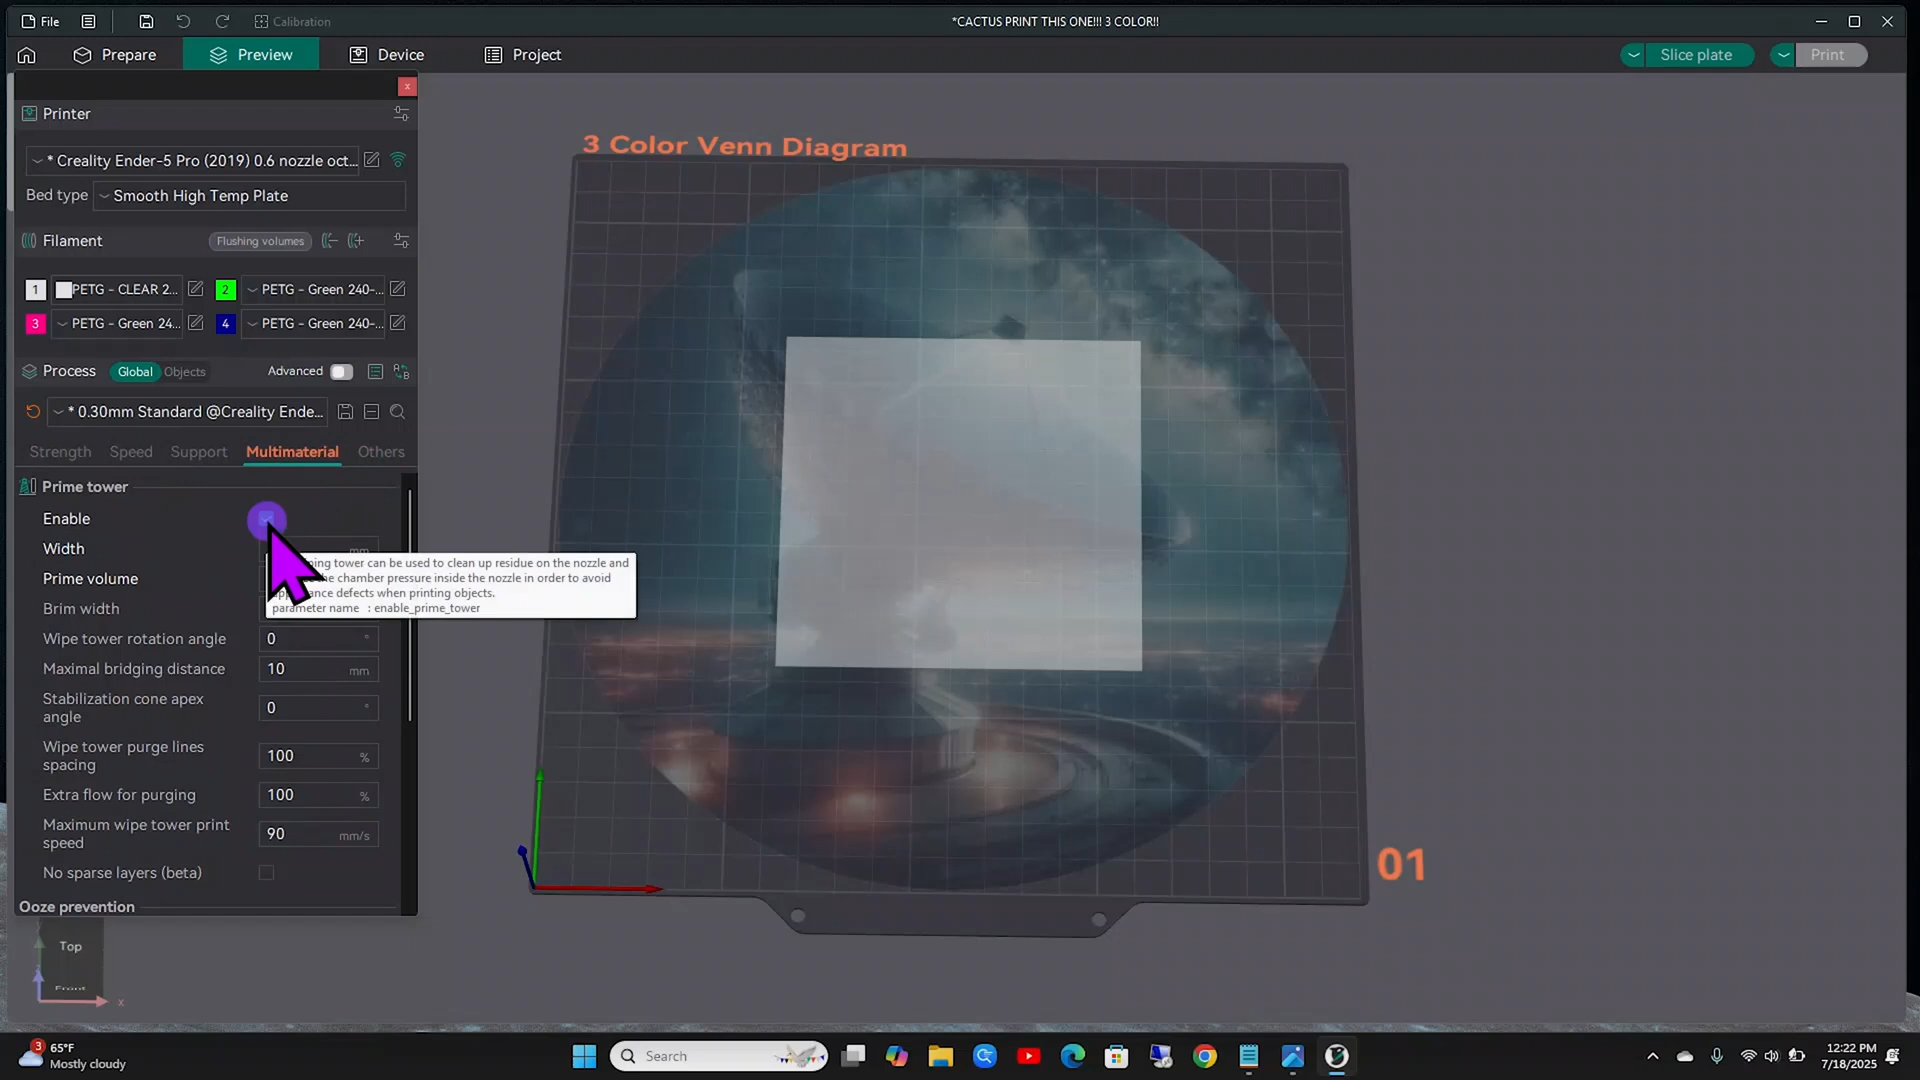 File
Calibration
*CACTUS PRINT THIS ONE!!! 3 COLOR!!
Prepare
Preview
Device
Project
Slice plate
Print
x
Printer
* Creality Ender-5 Pro (2019) 0.6 nozzle oct...
Bed type
Smooth High Temp Plate
Filament
Flushing volumes
1 PETG - CLEAR 2...
2 PETG - Green 240-...
3 PETG - Green 24...
4 PETG - Green 240-...
Process
Global
Objects
Advanced
* 0.30mm Standard @Creality Ende...
Strength
Speed
Support
Multimaterial
Others
Prime tower
Enable
Width
mm
Prime volume
Brim width
ing tower can be used to clean up residue on the nozzle and
the chamber pressure inside the nozzle in order to avoid
defects when printing objects.
parameter name : enable_prime_tower
Wipe tower rotation angle 0 °
Maximal bridging distance 10 mm
Stabilization cone apex
angle 0 °
Wipe tower purge lines
spacing 100 %
Extra flow for purging 100 %
Maximum wipe tower print
speed 90 mm/s
No sparse layers (beta)
Ooze prevention
3 Color Venn Diagram
01
Top
Front
x
3
65°F
Mostly cloudy
Search
12:22 PM
7/18/2025